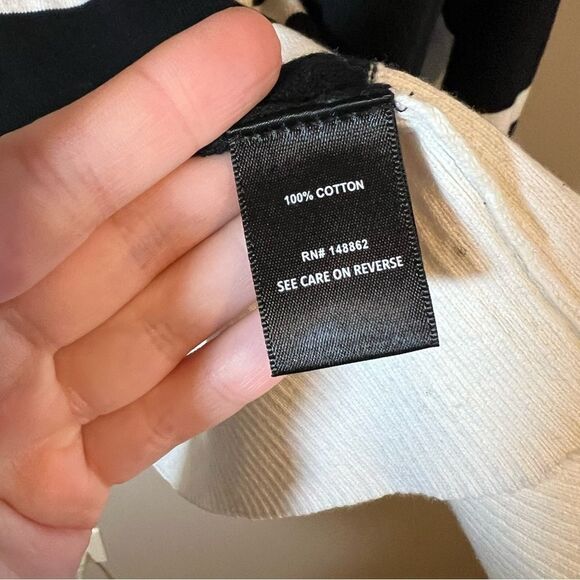 100% COTTON
RN# 148862
SEE CARE ON REVERSE